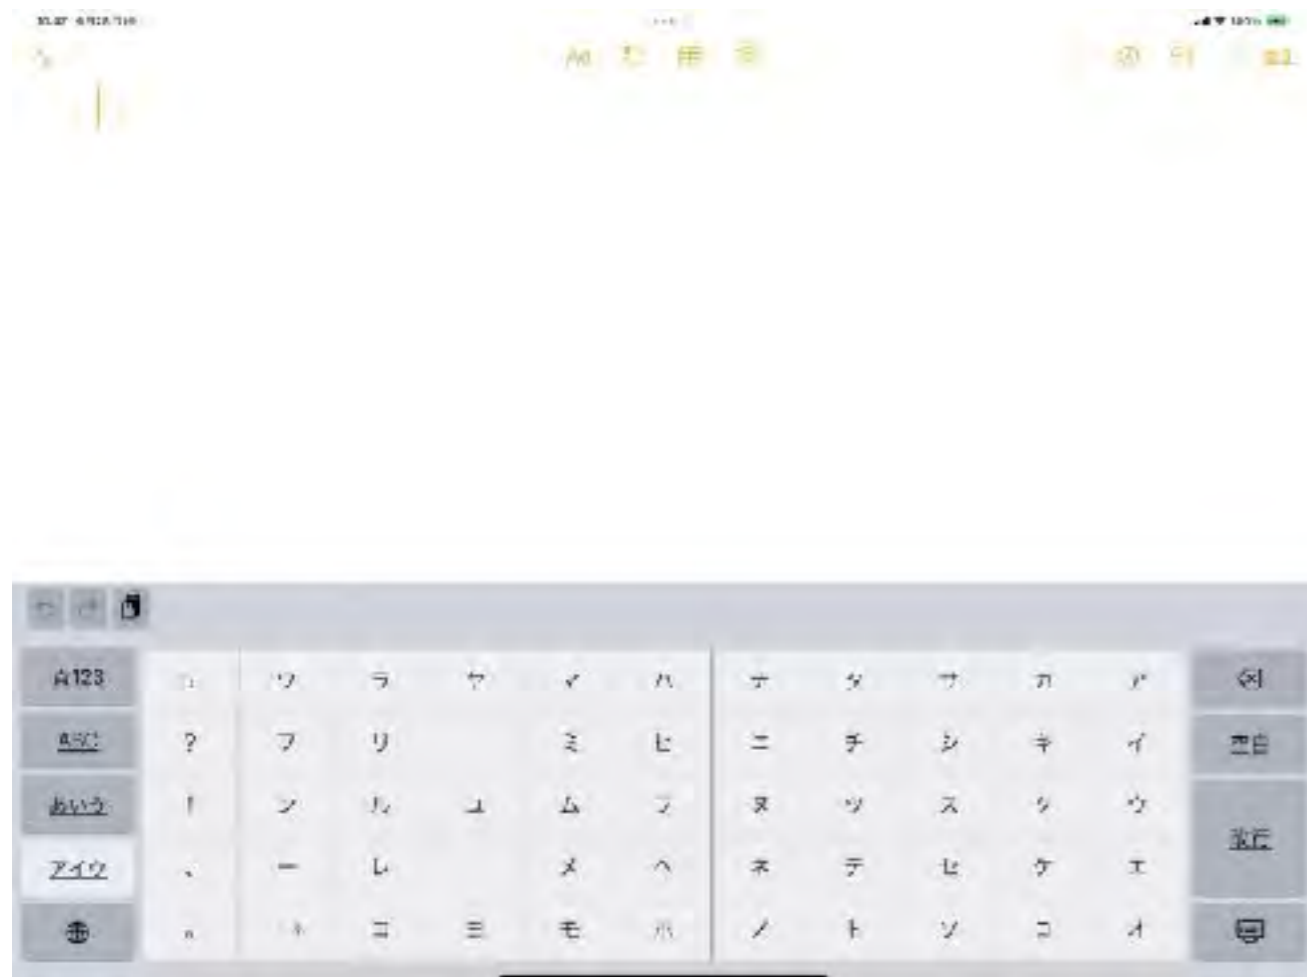 Aa
☆123 ワ ラ ヤ マ ハ ナ タ サ カ ア
ABC ? ヲ リ ミ ヒ ニ チ シ キ イ 空白
あいう ! ン ル ユ ム フ ヌ ツ ス ク ウ
改行
アイウ 、 ー レ メ ヘ ネ テ セ ケ エ
。 ロ ヨ モ ホ ノ ト ソ コ オ